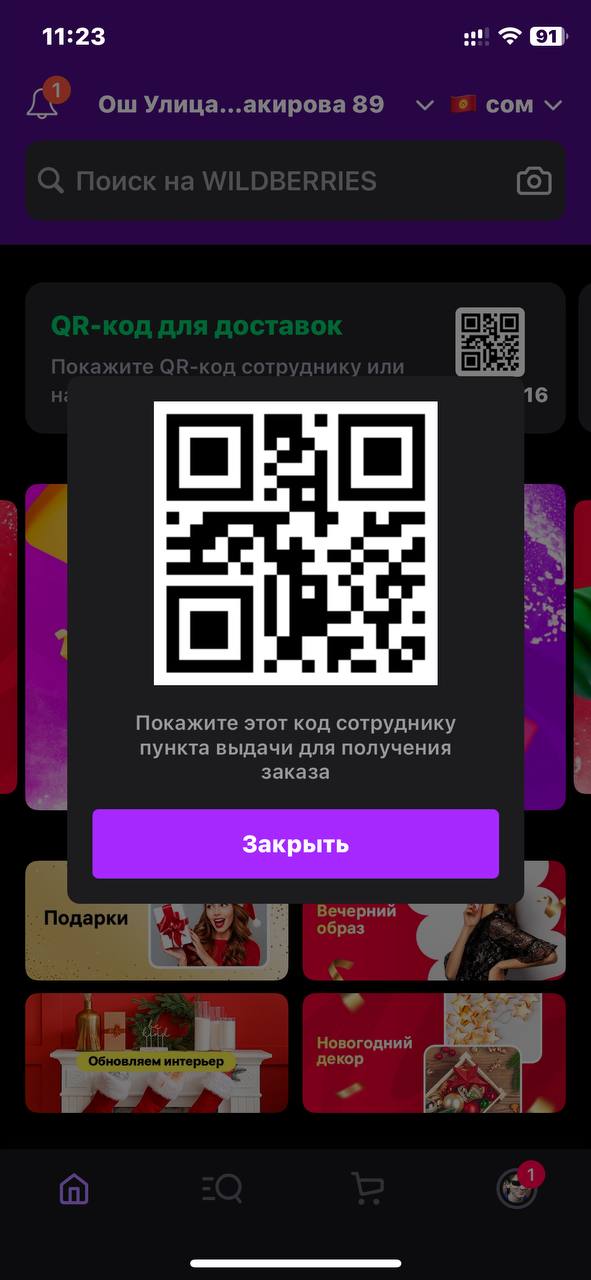 11:23
91
1
Ош Улица...акирова 89
сом
Поиск на WILDBERRIES
QR-код для доставок
Покажите QR-код сотруднику или
16
Покажите этот код сотруднику
пункта выдачи для получения
заказа
Закрыть
Подарки
Вечерний
образ
Обновляем интерьер
Новогодний
декор
1